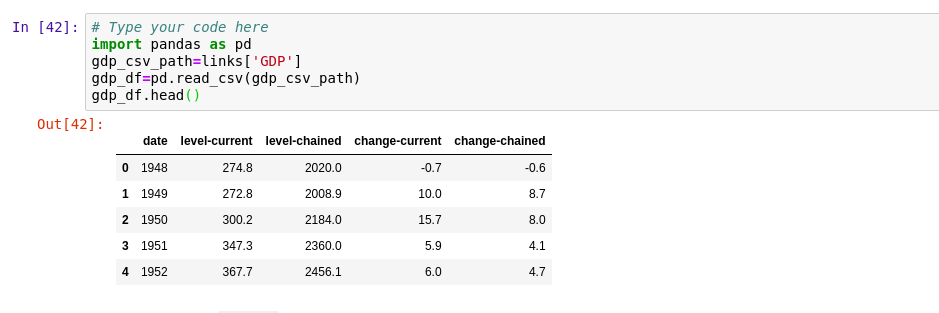 In [42]: # Type your code here
import pandas as pd
gdp_csv_path=links['GDP']
gdp_df=pd.read_csv(gdp_csv_path)
gdp_df.head()
Out[42]:
date level-current level-chained change-current change-chained
0 1948 274.8 2020.0 -0.7 -0.6
1 1949 272.8 2008.9 10.0 8.7
2 1950 300.2 2184.0 15.7 8.0
3 1951 347.3 2360.0 5.9 4.1
4 1952 367.7 2456.1 6.0 4.7